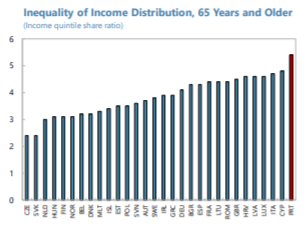 Inequality of Income Distribution, 65 Years and Older
(Income quintile share ratio)
6
5
4
3
2
1
0
CZE SVK NLD HUN FIN NOR BEL DNK MLT ISL EST POL SVN AUT SWE IRL GRC DEU BGR ESP FRA LTU ROM GBR HRV LVA LUX ITA CYP PRT